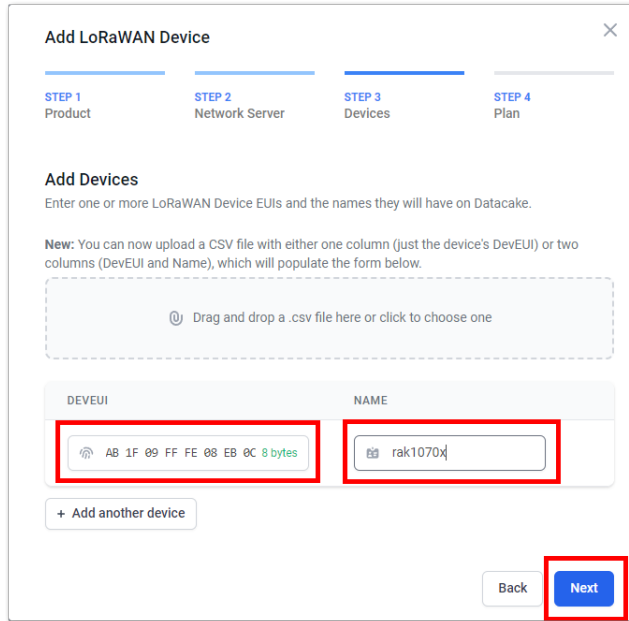 Add LoRaWAN Device
STEP 1
Product
STEP 2
Network Server
STEP 3
Devices
STEP 4
Plan
Add Devices
Enter one or more LoRaWAN Device EUIs and the names they will have on Datacake.
New: You can now upload a CSV file with either one column (just the device's DevEUI) or two
columns (DevEUI and Name), which will populate the form below.
Drag and drop a .csv file here or click to choose one
DEVEUI
NAME
AB 1F 09 FF FE 08 EB 0C 8 bytes
rak1070x
+ Add another device
Back
Next